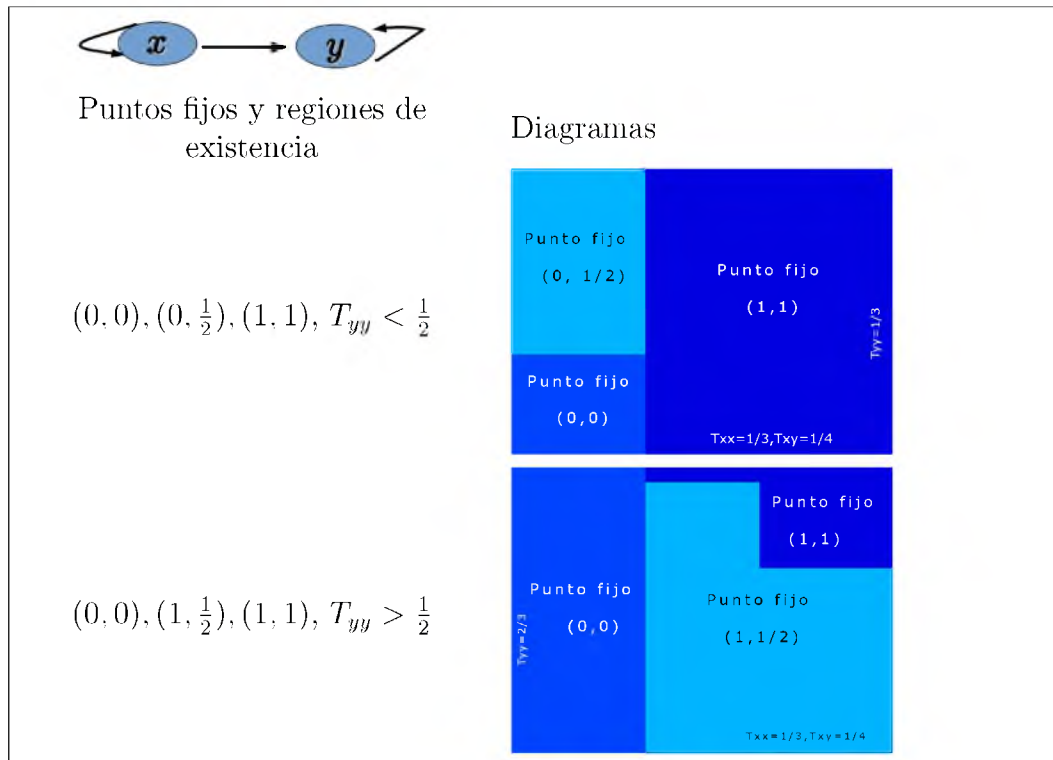 x y
Puntos fijos y regiones de
existencia
Diagramas
(0,0), (0, 1/2), (1,1), T_yy < 1/2
Punto fijo
(0, 1/2)
Punto fijo
(1,1)
Tyy=1/3
Punto fijo
(0,0)
Txx=1/3,Txy=1/4
(0,0), (1, 1/2), (1,1), T_yy > 1/2
Punto fijo
(1,1)
Punto fijo
(0,0)
Tyy=2/3
Punto fijo
(1,1/2)
Txx=1/3,Txy=1/4